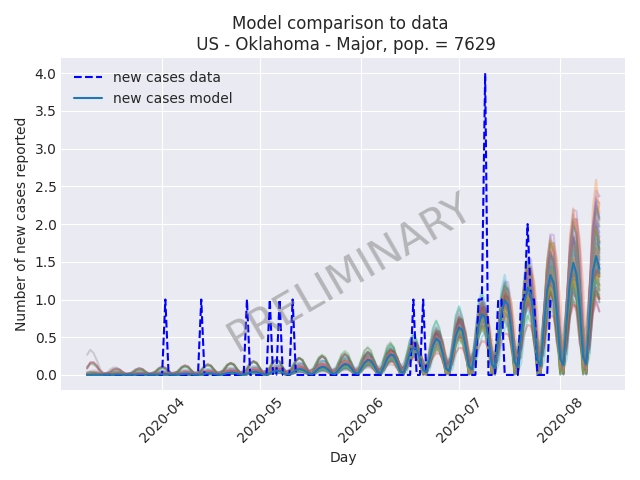 Model comparison to data
US - Oklahoma - Major, pop. = 7629
new cases data
new cases model
PRELIMINARY
Number of new cases reported
4.0
3.5
3.0
2.5
2.0
1.5
1.0
0.5
0.0
2020-04
2020-05
2020-06
2020-07
2020-08
Day